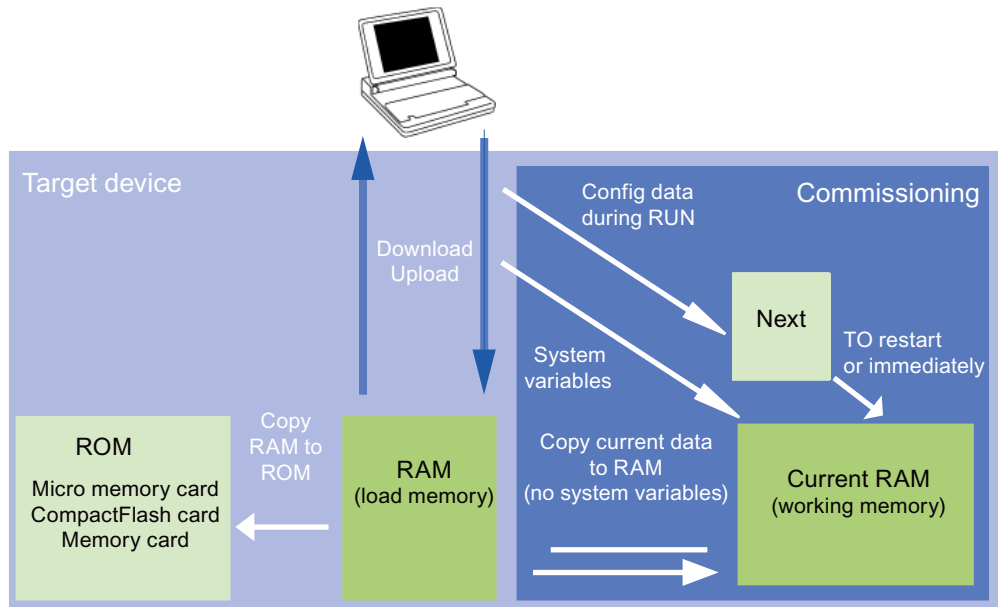 Target device
Commissioning
Config data
during RUN
Download
Upload
Next
System
variables
TO restart
or immediately
Copy
RAM to
ROM
ROM
Micro memory card
CompactFlash card
Memory card
RAM
(load memory)
Copy current data
to RAM
(no system variables)
Current RAM
(working memory)